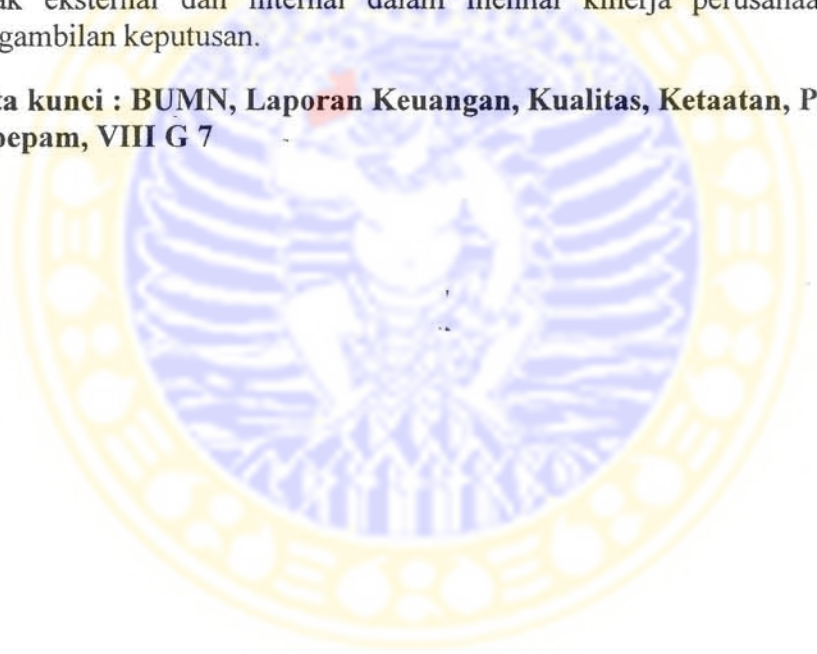 ak eksternal dan internal dalam melihat kinerja perusahaa
gambilan keputusan.
ta kunci : BUMN, Laporan Keuangan, Kualitas, Ketaatan, P
pepam, VIII G 7